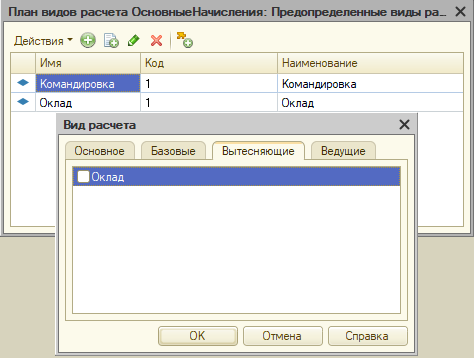 План видов расчета ОсновныеНачисления: Предопределенные виды ра...
Действия
Имя Код Наименование
Командировка 1 Командировка
Оклад 1 Оклад
Вид расчета
Основное Базовые Вытесняющие Ведущие
Оклад
OK Отмена Справка